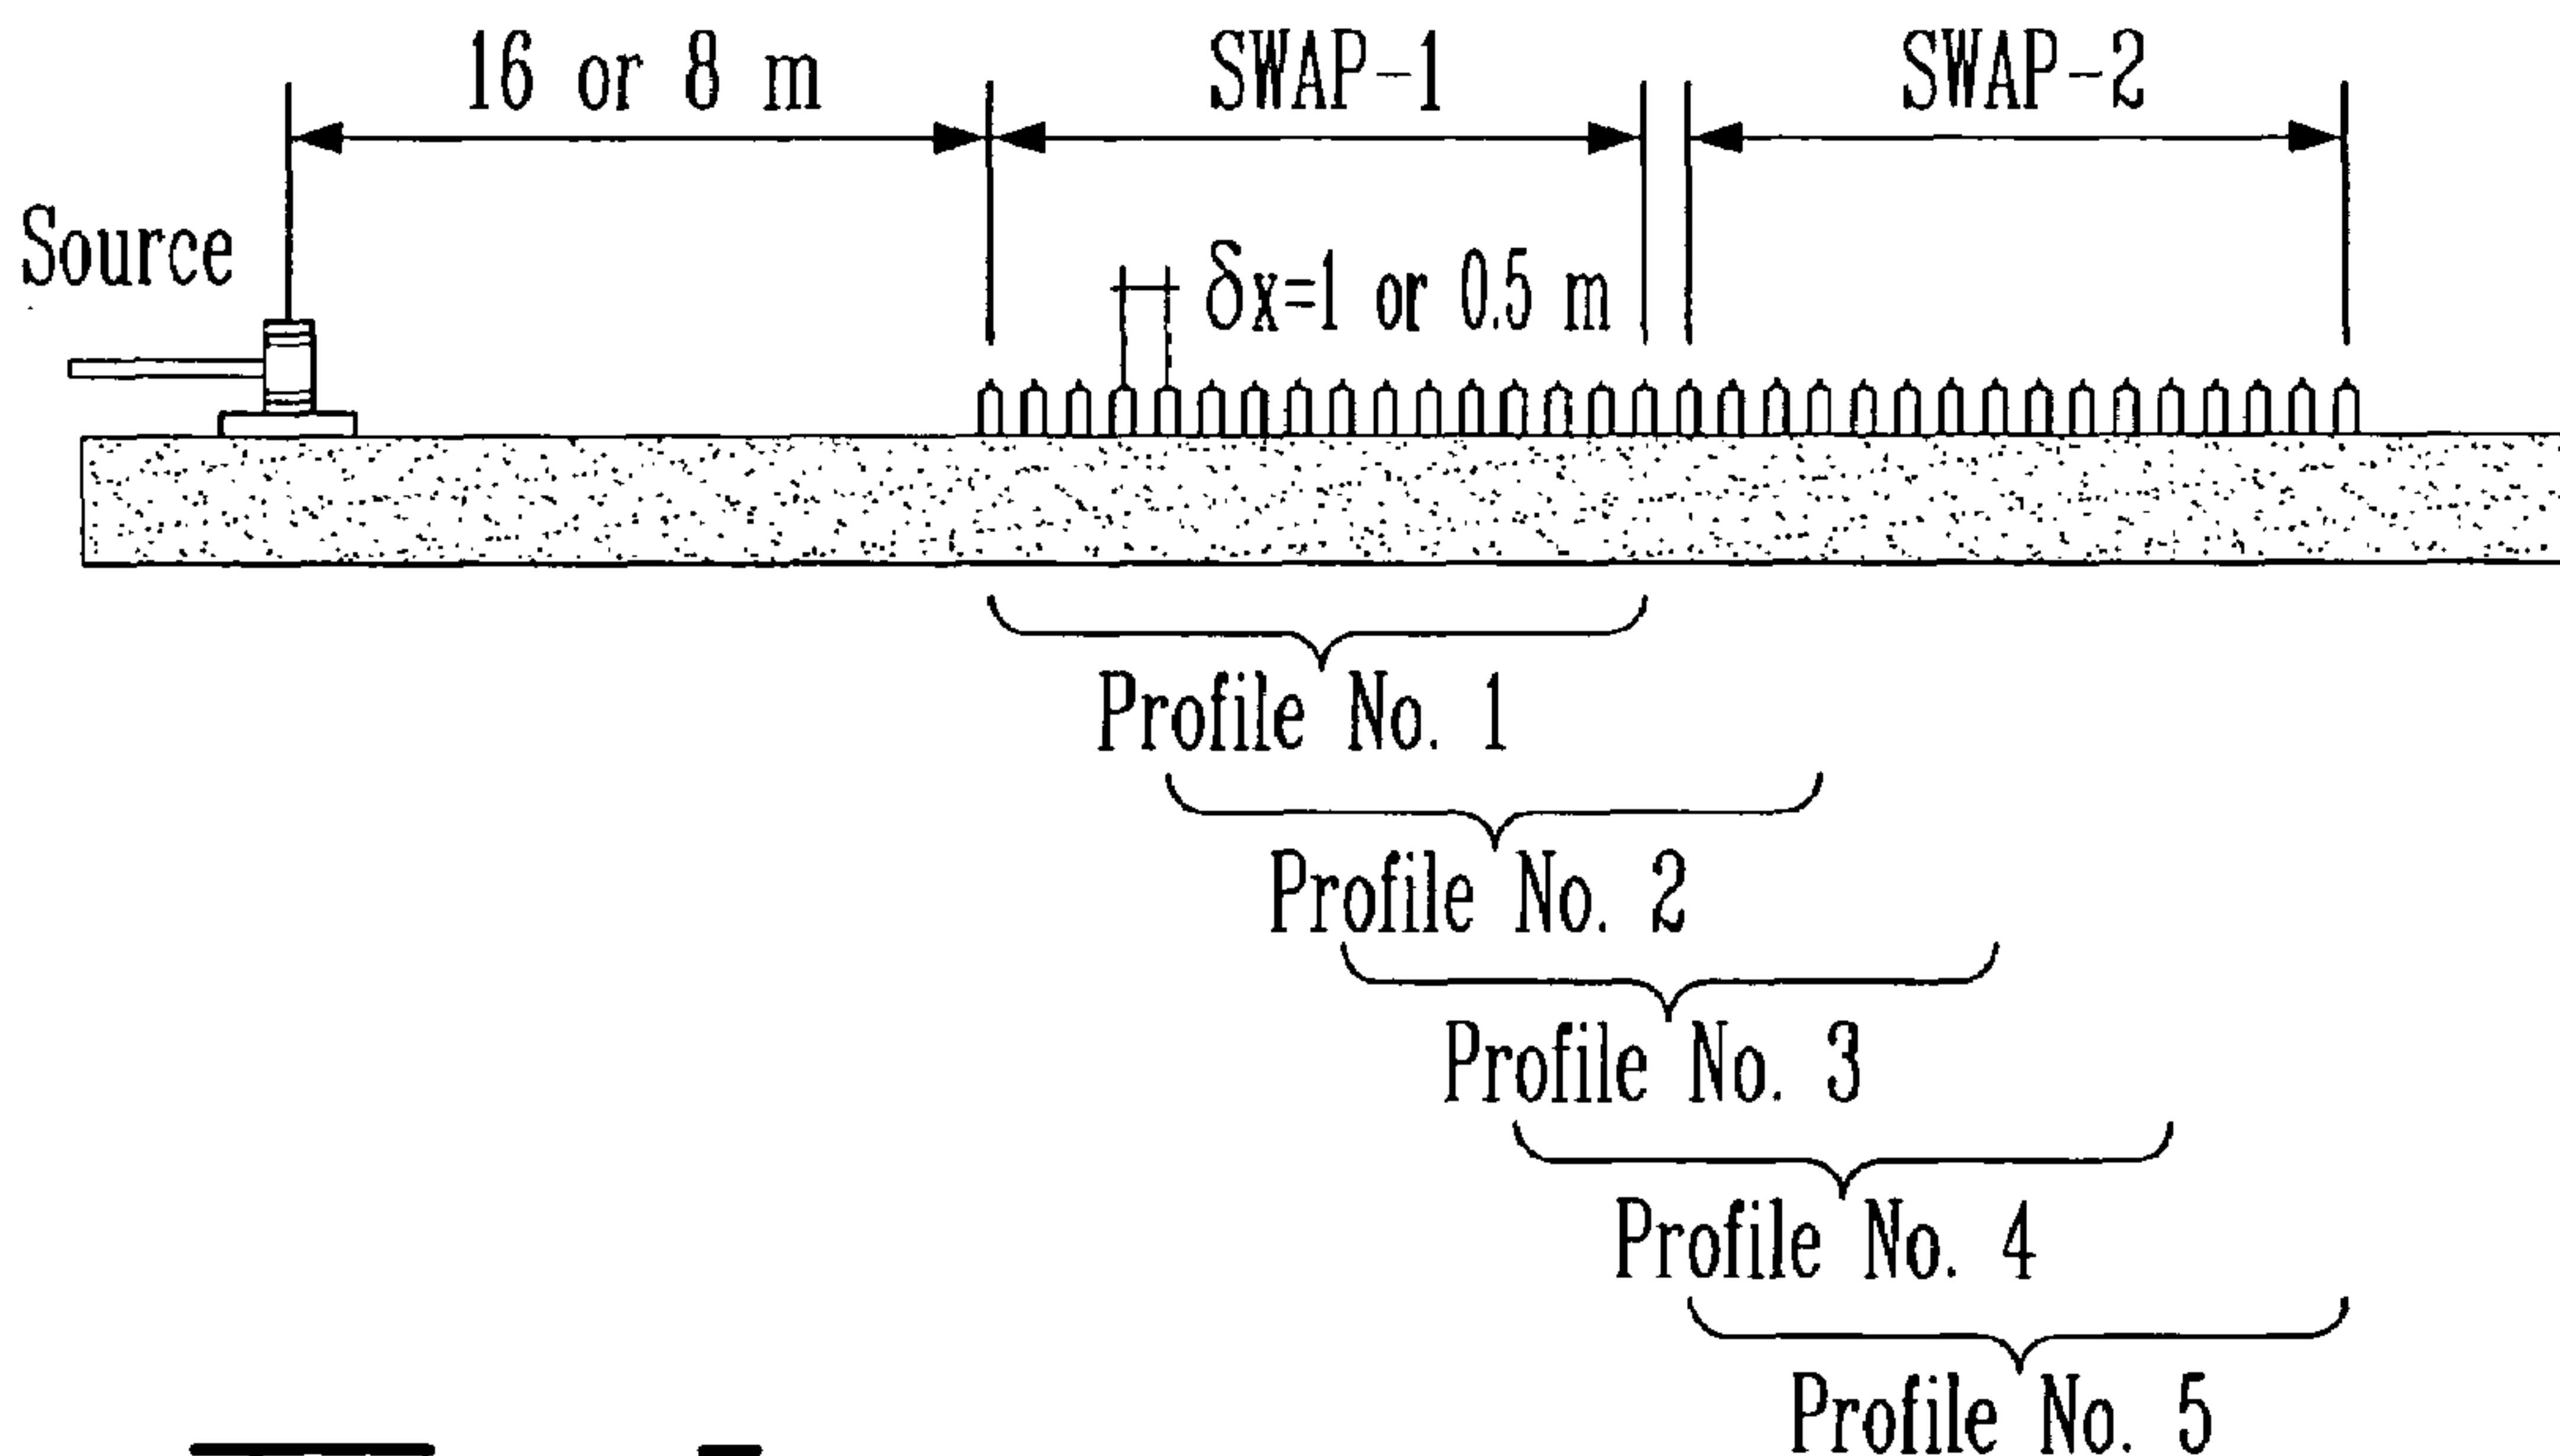 16 or 8 m
SWAP-1
SWAP-2
Source
δx=1 or 0.5 m
Profile No. 1
Profile No. 2
Profile No. 3
Profile No. 4
Profile No. 5